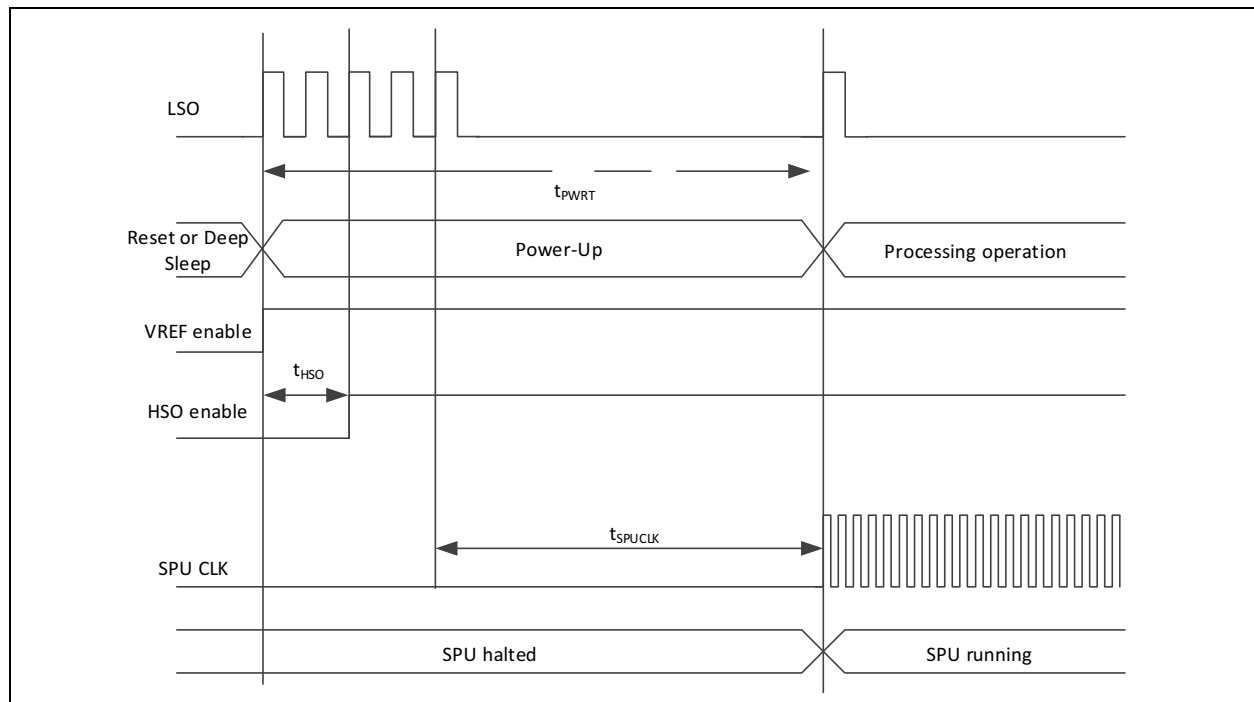 LSO
tPWRT
Reset or Deep
Sleep
Power-Up
Processing operation
VREF enable
tHSO
HSO enable
tSPUCLK
SPU CLK
SPU halted
SPU running